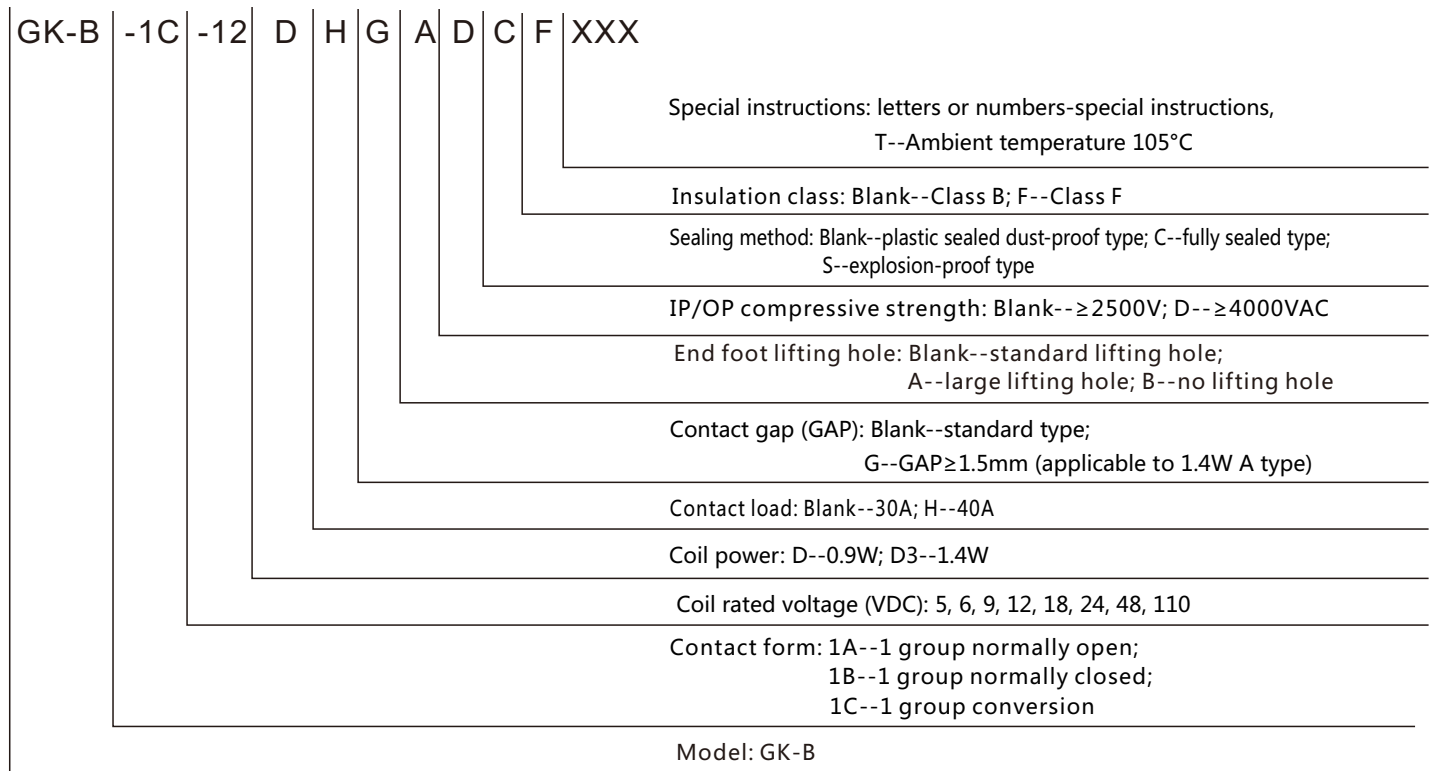 GK-B -1C -12 D H G A D C F XXX
Special instructions: letters or numbers-special instructions,
T--Ambient temperature 105°C
Insulation class: Blank--Class B; F--Class F
Sealing method: Blank--plastic sealed dust-proof type; C--fully sealed type;
S--explosion-proof type
IP/OP compressive strength: Blank--≥2500V; D--≥4000VAC
End foot lifting hole: Blank--standard lifting hole;
A--large lifting hole; B--no lifting hole
Contact gap (GAP): Blank--standard type;
G--GAP≥1.5mm (applicable to 1.4W A type)
Contact load: Blank--30A; H--40A
Coil power: D--0.9W; D3--1.4W
Coil rated voltage (VDC): 5, 6, 9, 12, 18, 24, 48, 110
Contact form: 1A--1 group normally open;
1B--1 group normally closed;
1C--1 group conversion
Model: GK-B